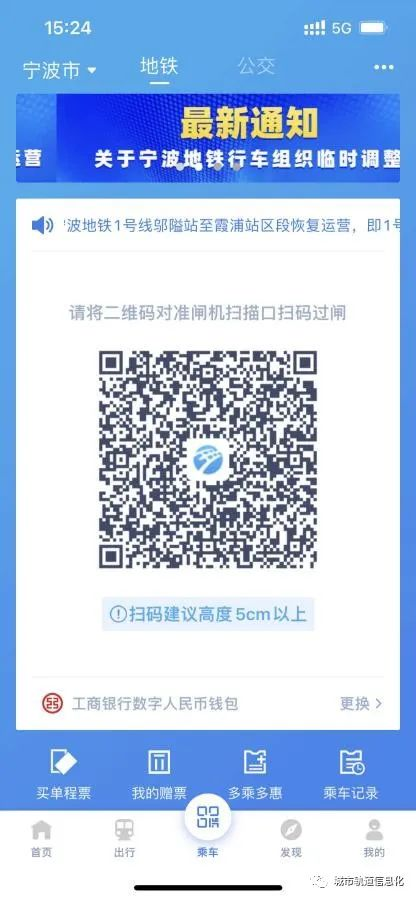 15:24
5G
宁波市
地铁
公交
最新通知
运营
关于宁波地铁行车组织临时调整
波地铁1号线邬隘站至霞浦站区段恢复运营，即1号
请将二维码对准闸机扫描口扫码过闸
扫码建议高度5cm以上
工商银行数字人民币钱包
更换
买单程票
我的赠票
多乘多惠
乘车记录
首页
出行
乘车
发现
我的
城市轨道信息化